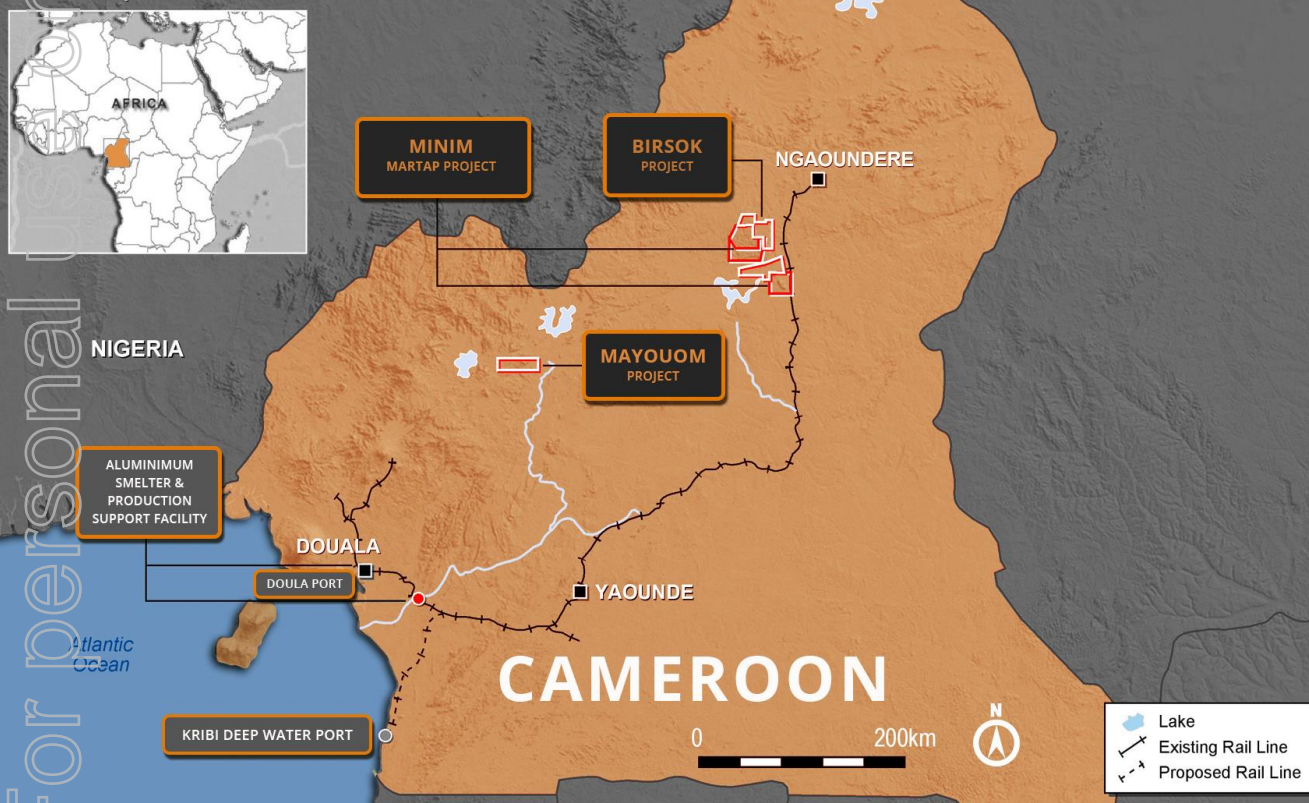 For personal use on
AFRICA
MINIM
MARTAP PROJECT
BIRSOK
PROJECT
NGAOUNDERE
NIGERIA
MAYOUOM
PROJECT
ALUMINIMUM
SMELTER &
PRODUCTION
SUPPORT FACILITY
DOUALA
DOULA PORT
YAOUNDE
Atlantic
Ocean
CAMEROON
KRIBI DEEP WATER PORT
0 200km
N
Lake
Existing Rail Line
Proposed Rail Line